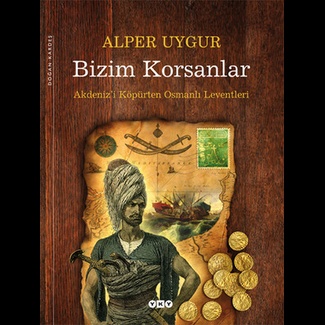 ALPER UYGUR
Bizim Korsanlar
Akdeniz'i Köpürten Osmanlı Leventleri
DOĞAN KARDEŞ
YKY